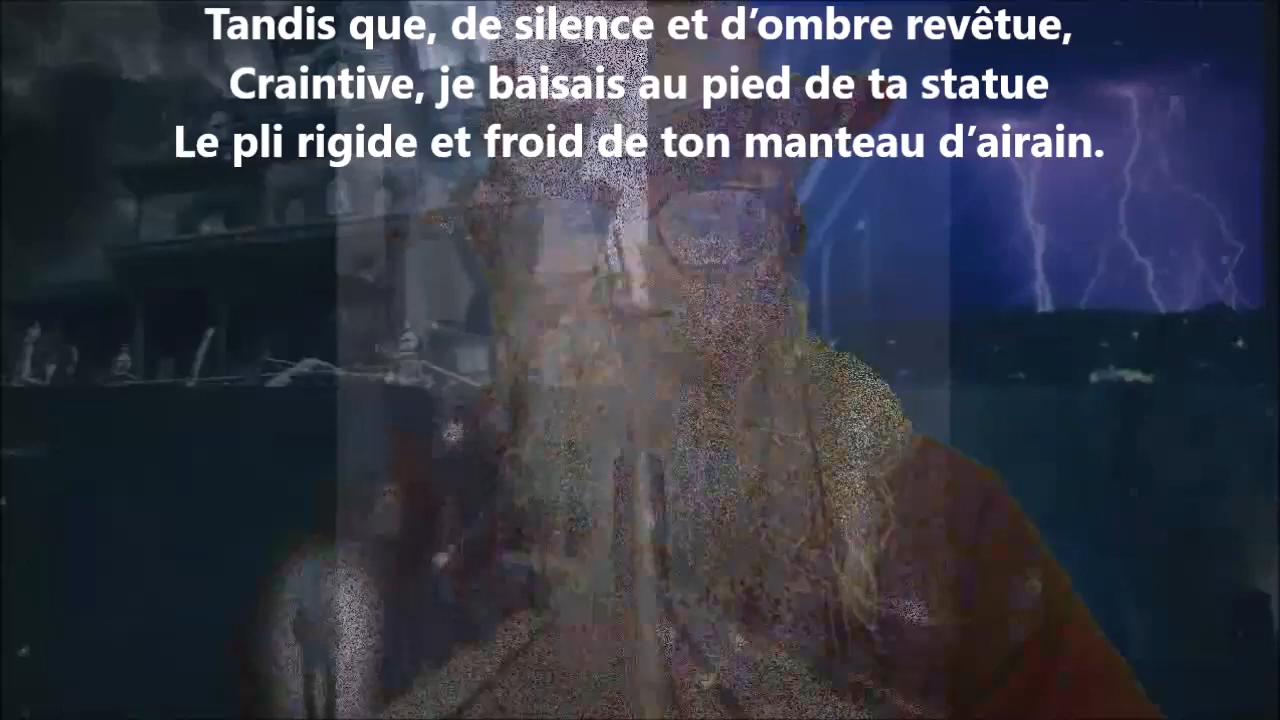 Tandis que, de silence et d’ombre revêtue,
Craintive, je baisais au pied de ta statue
Le pli rigide et froid de ton manteau d’airain.